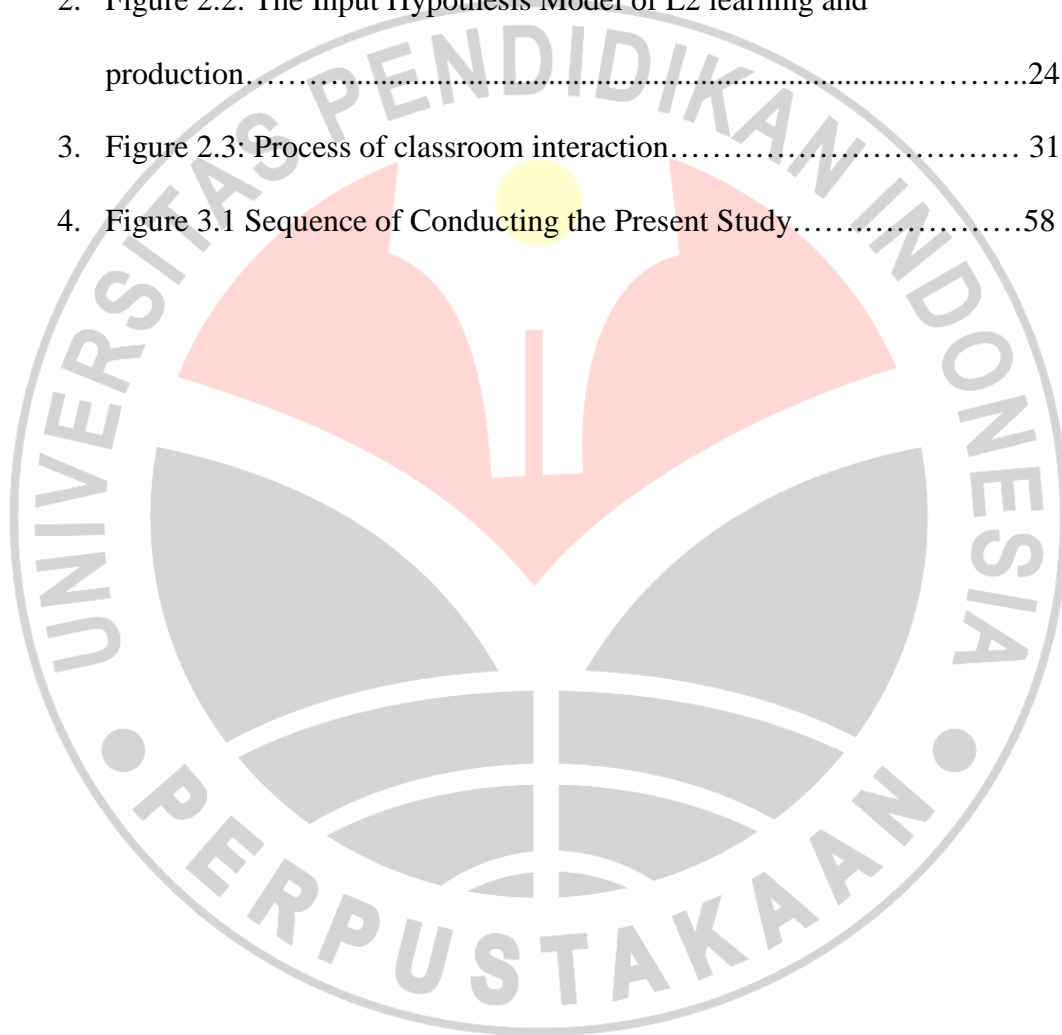 2. Figure 2.2: The Input Hypothesis Model of L2 learning and
production……...........................................................................………..24
3. Figure 2.3: Process of classroom interaction…………………………… 31
4. Figure 3.1 Sequence of Conducting the Present Study…….……………58
UNIVERSITAS PENDIDIKAN INDONESIA
PERPUSTAKAAN